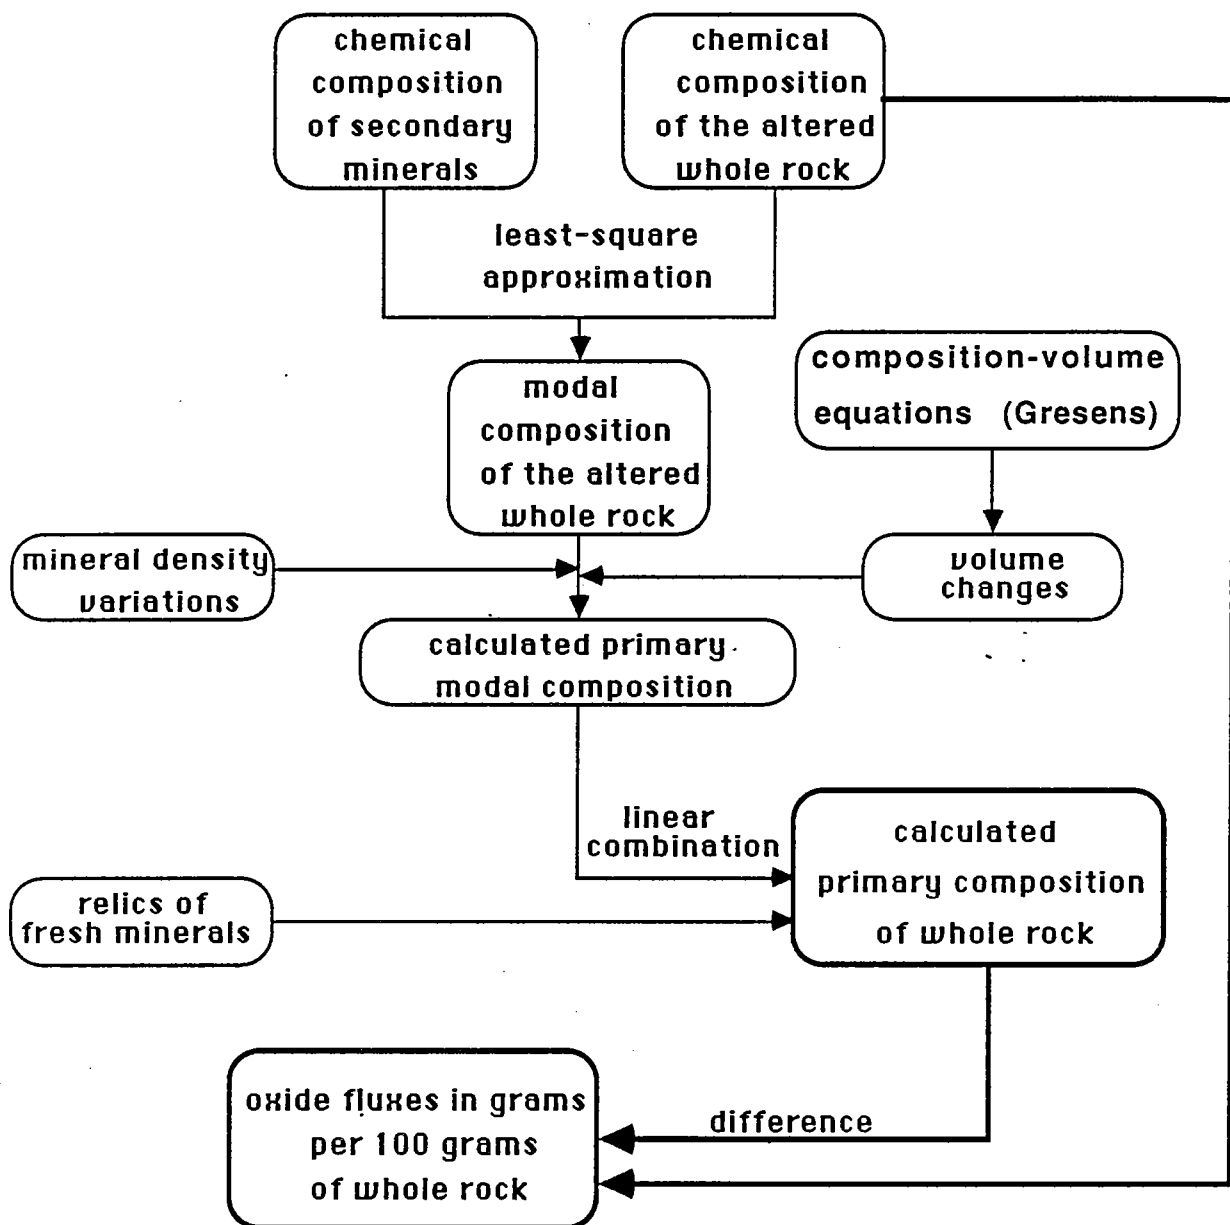 chemical
composition
of secondary
minerals
chemical
composition
of the altered
whole rock
least-square
approximation
composition-volume
equations (Gresens)
modal
composition
of the altered
whole rock
mineral density
variations
volume
changes
calculated primary
modal composition
linear
combination
calculated
primary composition
of whole rock
relics of
fresh minerals
oxide fluxes in grams
per 100 grams
of whole rock
difference